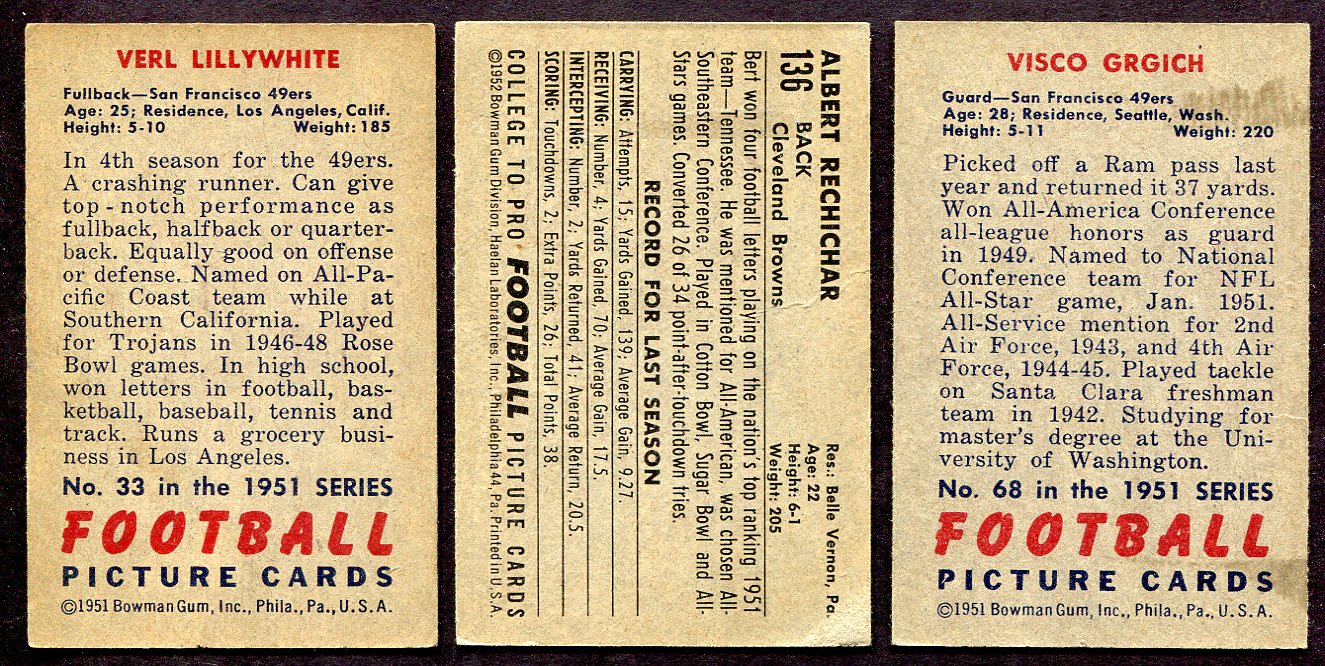 VERL LILLYWHITE
Fullback—San Francisco 49ers
Age: 25; Residence, Los Angeles, Calif.
Height: 5-10 Weight: 185
In 4th season for the 49ers.
A crashing runner. Can give
top-notch performance as
fullback, halfback or quarter-
back. Equally good on offense
or defense. Named on All-Pa-
cific Coast team while at
Southern California. Played
for Trojans in 1946-48 Rose
Bowl games. In high school,
won letters in football, bas-
ketball, baseball, tennis and
track. Runs a grocery busi-
ness in Los Angeles.
No. 33 in the 1951 SERIES
FOOTBALL
PICTURE CARDS
©1951 Bowman Gum, Inc., Phila., Pa., U.S.A.
ALBERT RECHICHAR
136 BACK
Cleveland Browns
Res.: Belle Vernon, Pa.
Age: 22
Height: 6-1
Weight: 205
Bert won four football letters playing on the nation's top ranking 1951
team—Tennessee. He was mentioned for All-American, was chosen All-
Southeastern Conference. Played in Cotton Bowl, Sugar Bowl and All-
Stars games. Converted 26 of 34 point-after-touchdown tries.
RECORD FOR LAST SEASON
CARRYING: Attempts, 15; Yards Gained, 139; Average Gain, 9.27.
RECEIVING: Number, 4; Yards Gained, 70; Average Gain, 17.5.
INTERCEPTING: Number, 2; Yards Returned, 41; Average Return, 20.5.
SCORING: Touchdowns, 2; Extra Points, 26; Total Points, 38.
COLLEGE TO PRO FOOTBALL PICTURE CARDS
©1952 Bowman Gum Division, Haelan Laboratories, Inc., Philadelphia 44, Pa. Printed in U.S.A.
VISCO GRGICH
Guard—San Francisco 49ers
Age: 28; Residence, Seattle, Wash.
Height: 5-11 Weight: 220
Picked off a Ram pass last
year and returned it 37 yards.
Won All-America Conference
all-league honors as guard
in 1949. Named to National
Conference team for NFL
All-Star game, Jan. 1951.
All-Service mention for 2nd
Air Force, 1943, and 4th Air
Force, 1944-45. Played tackle
on Santa Clara freshman
team in 1942. Studying for
master's degree at the Uni-
versity of Washington.
No. 68 in the 1951 SERIES
FOOTBALL
PICTURE CARDS
©1951 Bowman Gum, Inc., Phila., Pa., U.S.A.